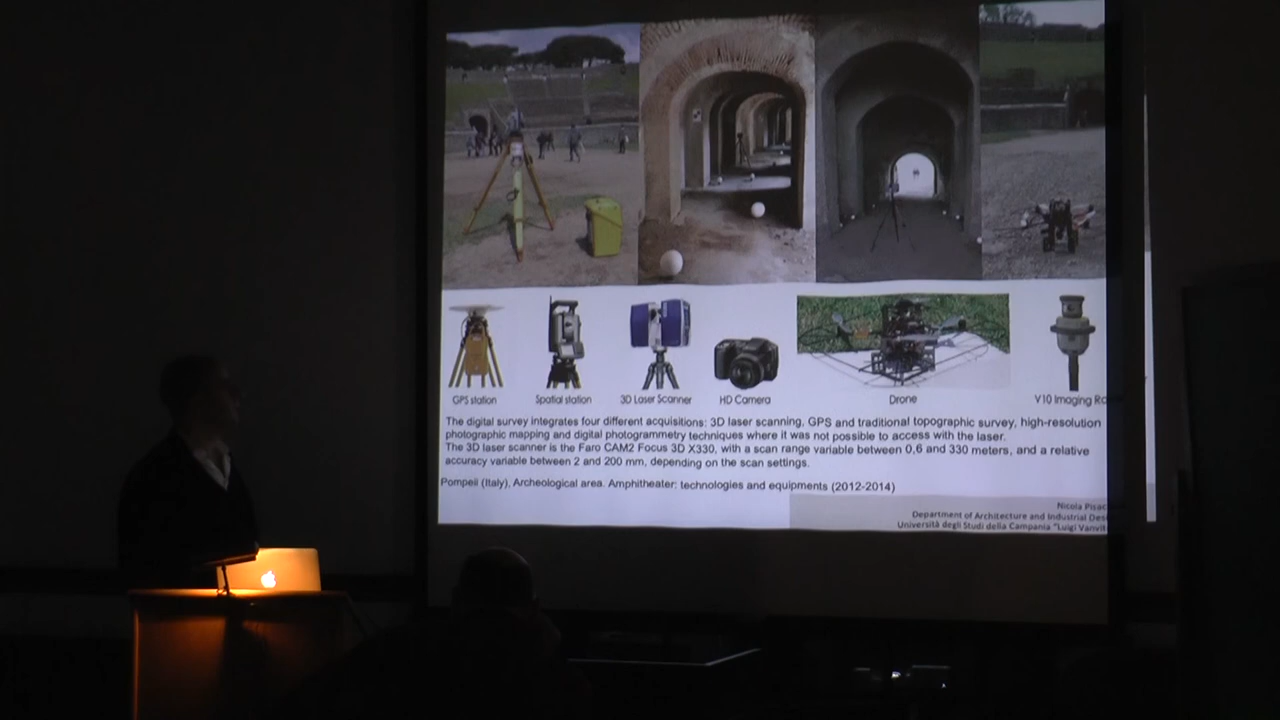 GPS station
Spatial station
3D Laser Scanner
HD Camera
Drone
V10 Imaging
The digital survey integrates four different acquisitions: 3D laser scanning, GPS and traditional topographic survey, high-resolution
photographic mapping and digital photogrammetry techniques where it was not possible to access with the laser.
The 3D laser scanner is the Faro CAM2 Focus 3D X330, with a scan range variable between 0,6 and 330 meters, and a relative
accuracy variable between 2 and 200 mm, depending on the scan settings.
Pompeii (Italy), Archeological area. Amphitheater: technologies and equipments (2012-2014)
Nicola
Department of Architecture and Industrial
Università degli Studi della Campania "Luigi